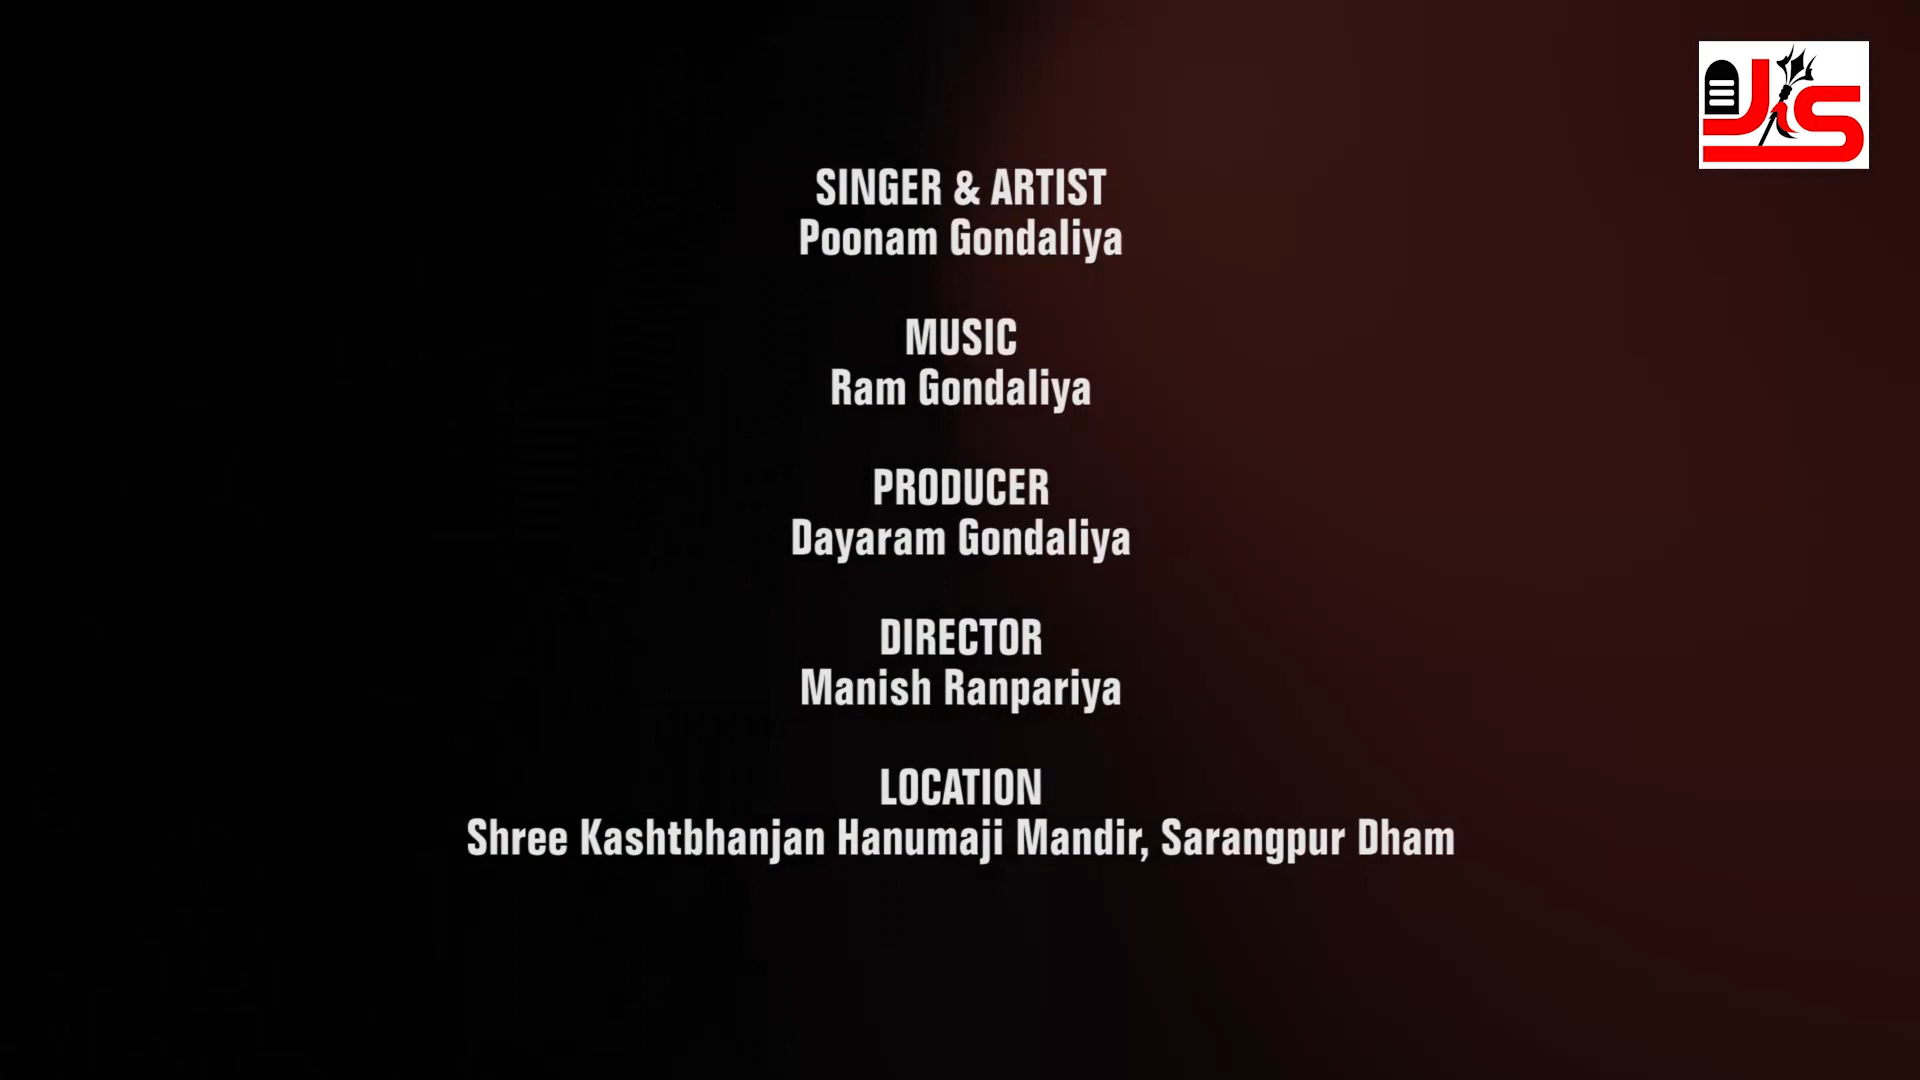 JS
SINGER & ARTIST
Poonam Gondaliya
MUSIC
Ram Gondaliya
PRODUCER
Dayaram Gondaliya
DIRECTOR
Manish Ranpariya
LOCATION
Shree Kashtbhanjan Hanumaji Mandir, Sarangpur Dham